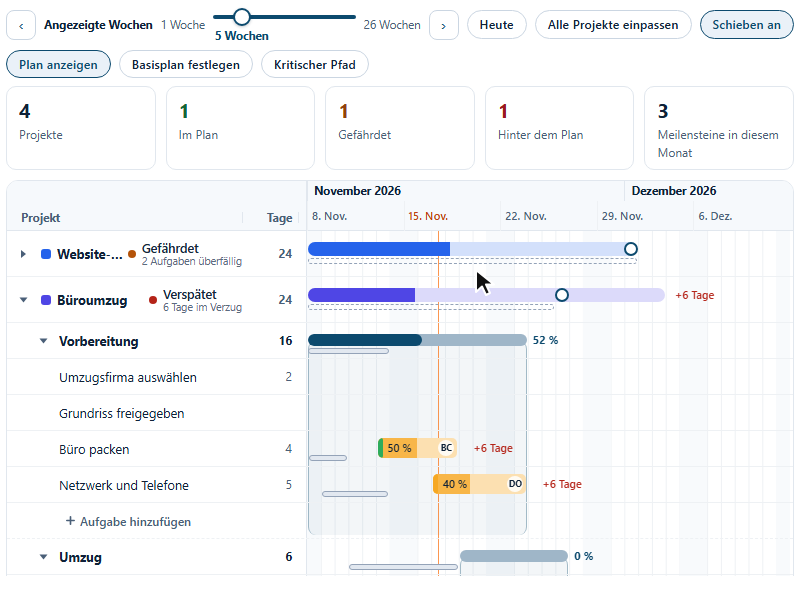 ‹ Angezeigte Wochen 1 Woche 26 Wochen › Heute Alle Projekte einpassen Schieben an
5 Wochen
Plan anzeigen Basisplan festlegen Kritischer Pfad
4 1 1 1 3
Projekte Im Plan Gefährdet Hinter dem Plan Meilensteine in diesem
Monat
November 2026 Dezember 2026
Projekt Tage 8. Nov. 15. Nov. 22. Nov. 29. Nov. 6. Dez.
Website-... Gefährdet 24
2 Aufgaben überfällig
Büroumzug Verspätet 24 +6 Tage
6 Tage im Verzug
Vorbereitung 16 52 %
Umzugsfirma auswählen 2
Grundriss freigegeben
Büro packen 4 50 % BC +6 Tage
Netzwerk und Telefone 5 40 % DO +6 Tage
+ Aufgabe hinzufügen
Umzug 6 0 %